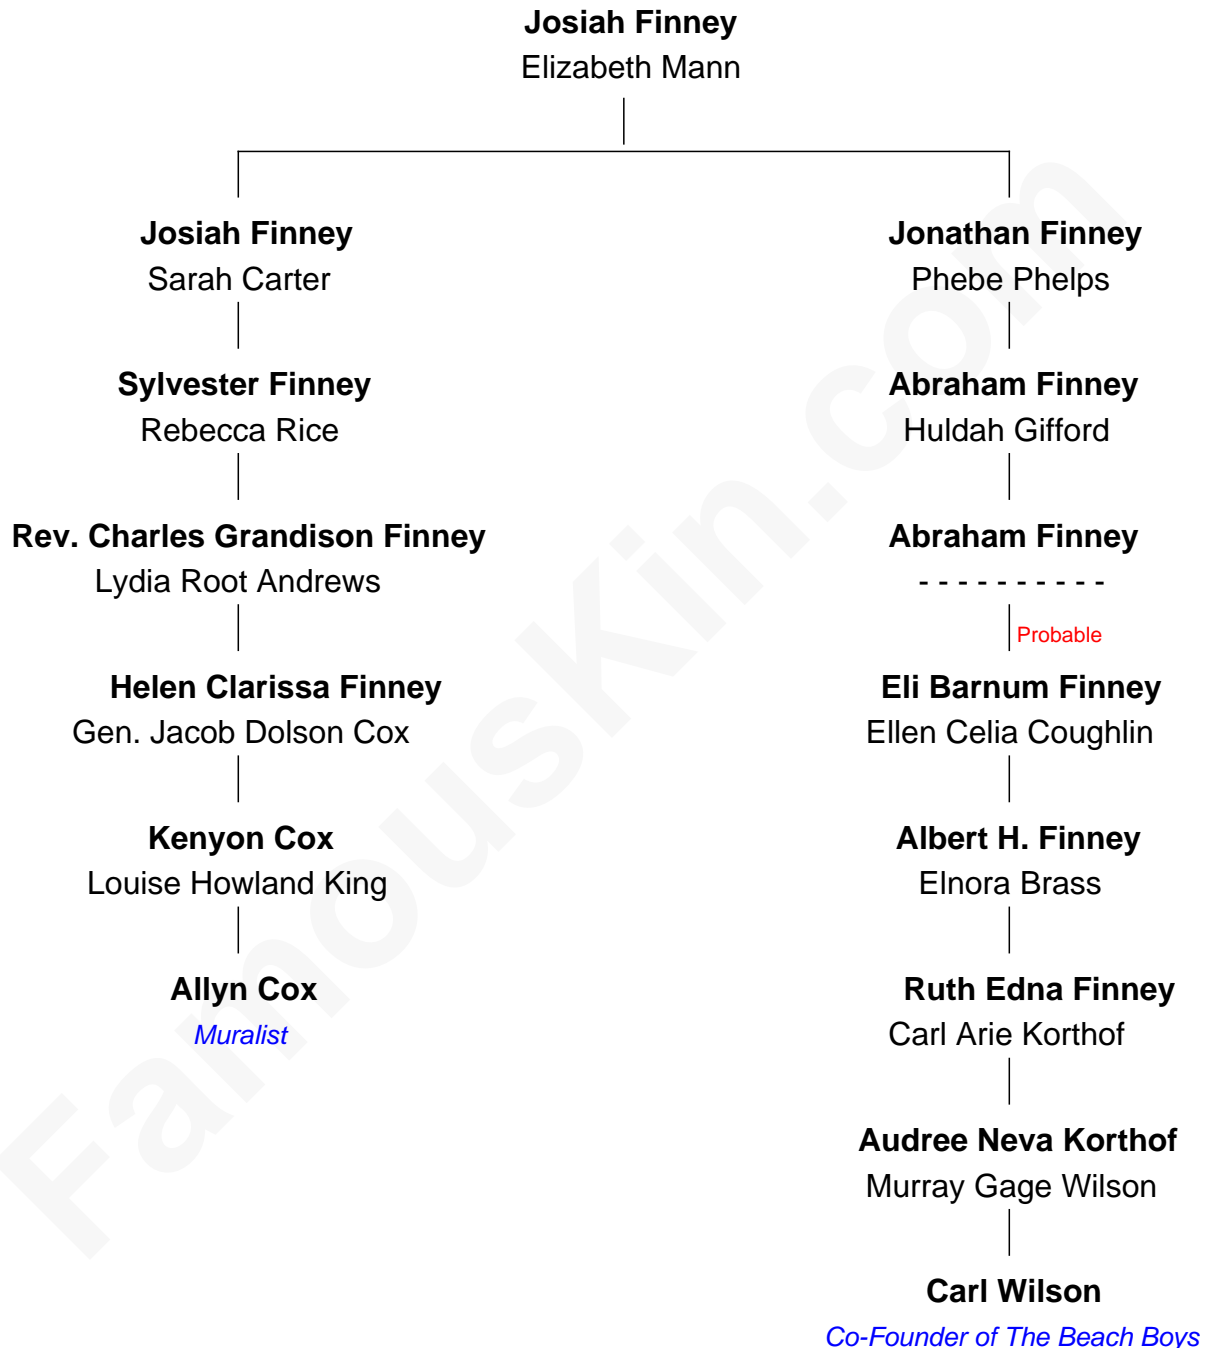 Josiah Finney
Elizabeth Mann
Josiah Finney
Sarah Carter
Jonathan Finney
Phebe Phelps
Sylvester Finney
Rebecca Rice
Abraham Finney
Huldah Gifford
Rev. Charles Grandison Finney
Lydia Root Andrews
Abraham Finney
- - - - - - - - - -
Probable
Helen Clarissa Finney
Gen. Jacob Dolson Cox
Eli Barnum Finney
Ellen Celia Coughlin
Kenyon Cox
Louise Howland King
Albert H. Finney
Elnora Brass
Allyn Cox
Muralist
Ruth Edna Finney
Carl Arie Korthof
Audree Neva Korthof
Murray Gage Wilson
Carl Wilson
Co-Founder of The Beach Boys
FamousKin.com